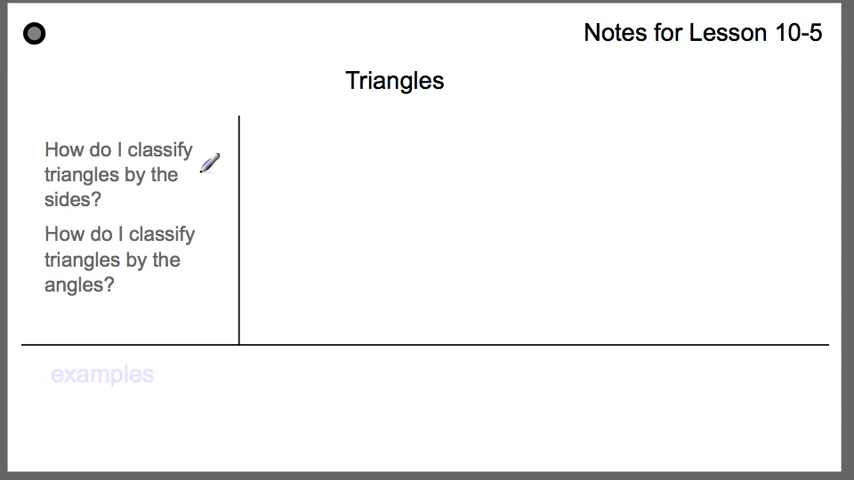 Notes for Lesson 10-5
Triangles
How do I classify
triangles by the
sides?
How do I classify
triangles by the
angles?
examples